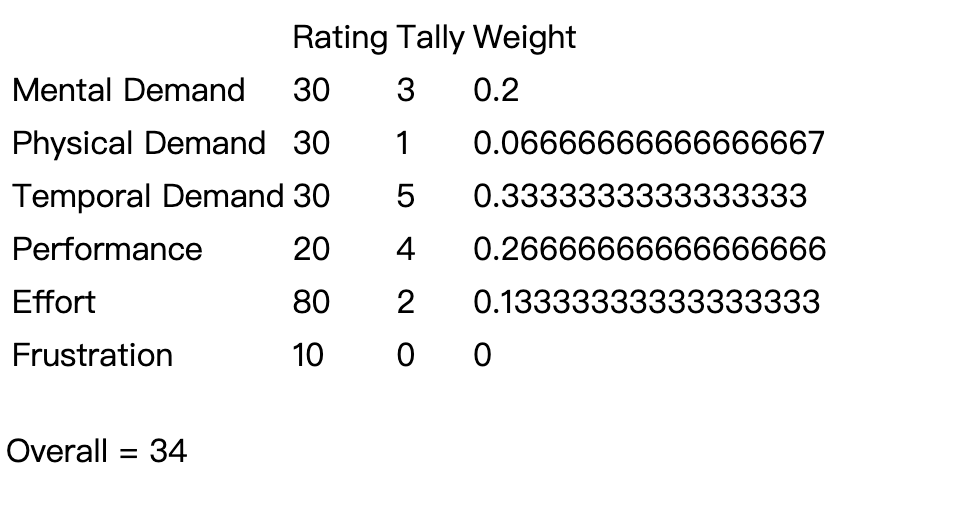 Rating Tally Weight
Mental Demand 30 3 0.2
Physical Demand 30 1 0.06666666666666667
Temporal Demand 30 5 0.3333333333333333
Performance 20 4 0.26666666666666666
Effort 80 2 0.13333333333333333
Frustration 10 0 0
Overall = 34